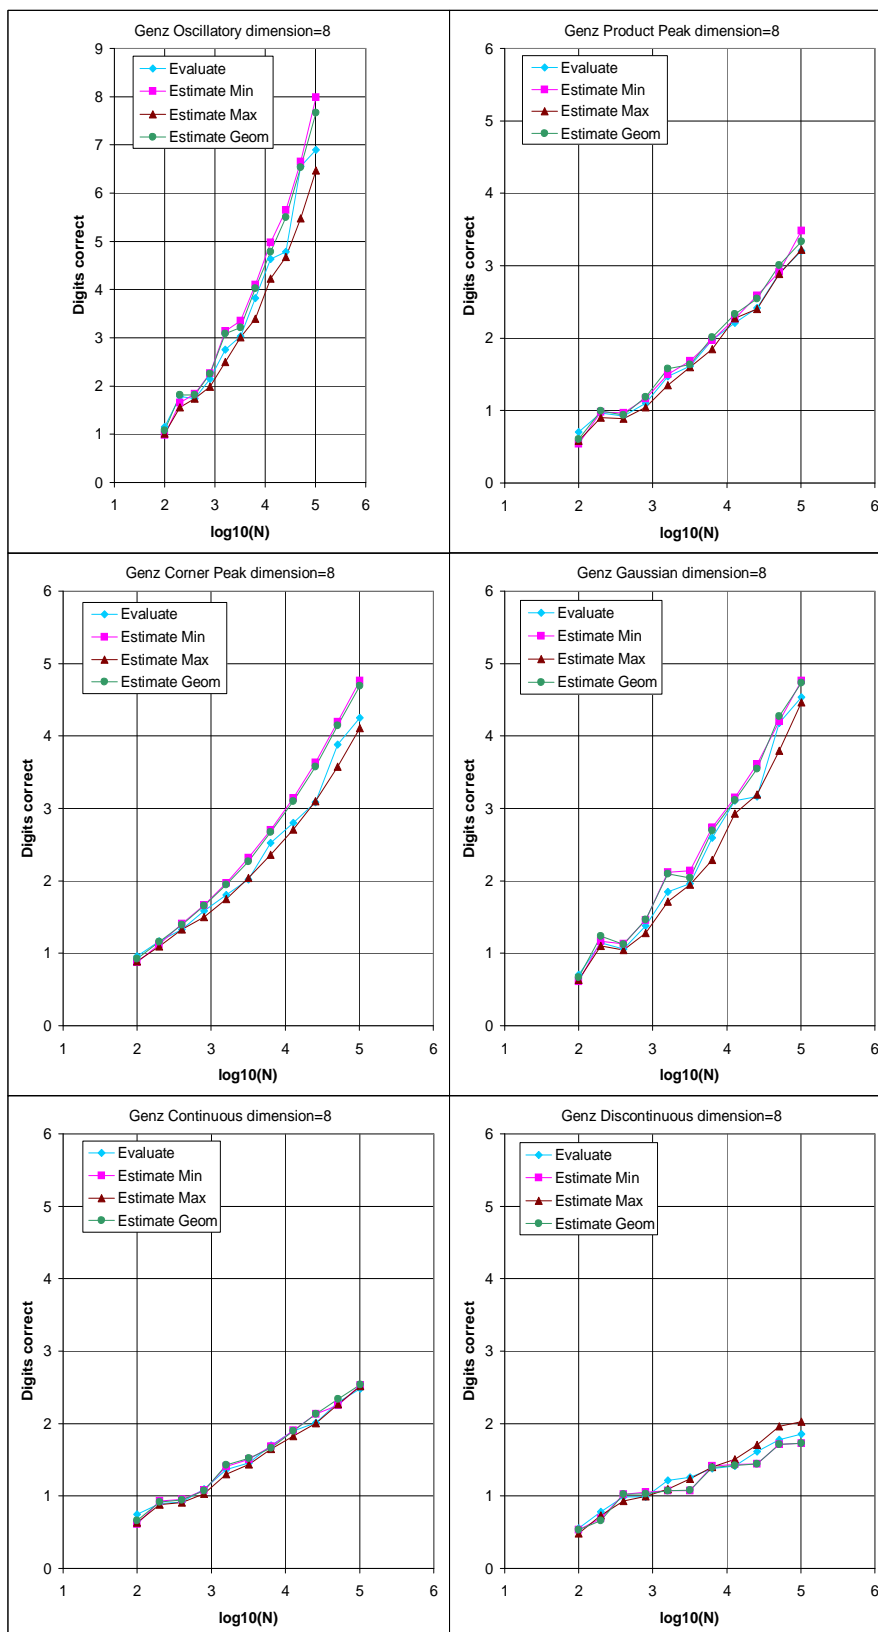 Genz Oscillatory dimension=8
9
8
7
6
5
4
3
2
1
0
Digits correct
Evaluate
Estimate Min
Estimate Max
Estimate Geom
1 2 3 4 5 6
log10(N)
Genz Product Peak dimension=8
6
5
4
3
2
1
0
Digits correct
Evaluate
Estimate Min
Estimate Max
Estimate Geom
1 2 3 4 5 6
log10(N)
Genz Corner Peak dimension=8
6
5
4
3
2
1
0
Digits correct
Evaluate
Estimate Min
Estimate Max
Estimate Geom
1 2 3 4 5 6
log10(N)
Genz Gaussian dimension=8
6
5
4
3
2
1
0
Digits correct
Evaluate
Estimate Min
Estimate Max
Estimate Geom
1 2 3 4 5 6
log10(N)
Genz Continuous dimension=8
6
5
4
3
2
1
0
Digits correct
Evaluate
Estimate Min
Estimate Max
Estimate Geom
1 2 3 4 5 6
log10(N)
Genz Discontinuous dimension=8
6
5
4
3
2
1
0
Digits correct
Evaluate
Estimate Min
Estimate Max
Estimate Geom
1 2 3 4 5 6
log10(N)